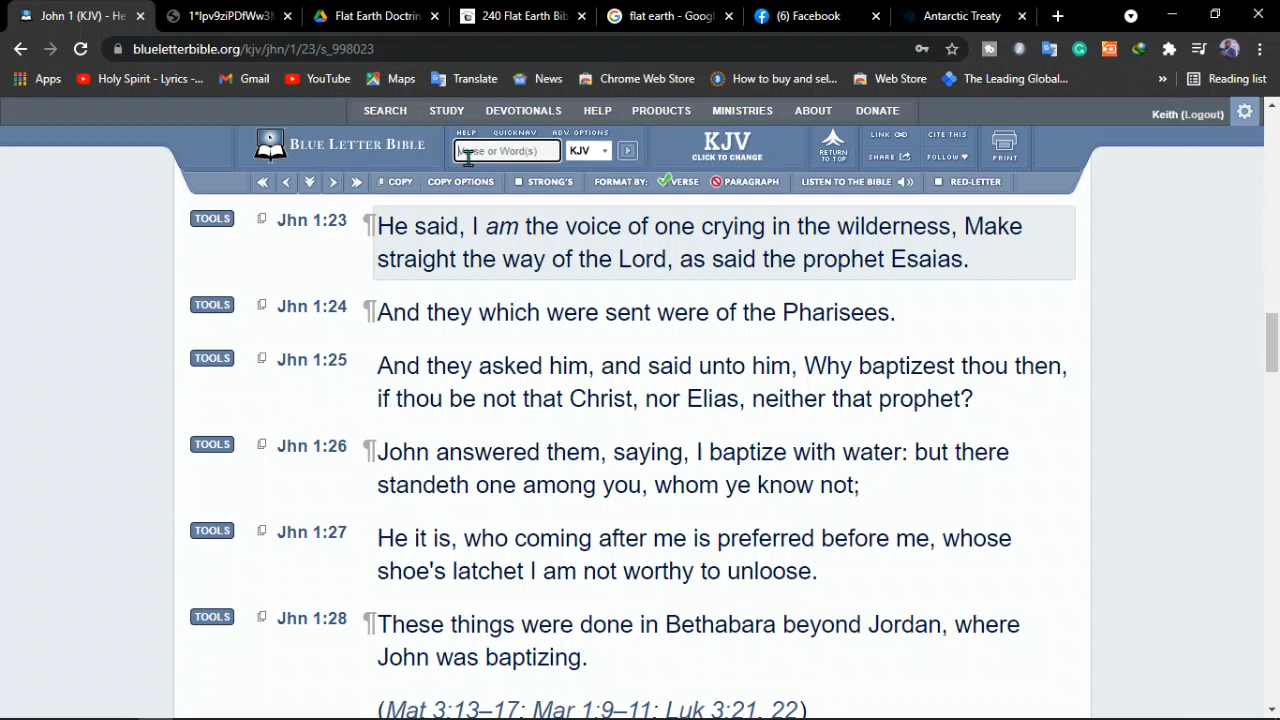 John 1 (KJV) - He
1*lpv9ziPDfWw3N
Flat Earth Doctrin
240 Flat Earth Bib
flat earth - Goog
(6) Facebook
Antarctic Treaty
blueletterbible.org/kjv/jhn/1/23/s_998023
Apps
Holy Spirit - Lyrics -...
Gmail
YouTube
Maps
Translate
News
Chrome Web Store
How to buy and sel...
Web Store
The Leading Global...
»
Reading list
SEARCH STUDY DEVOTIONALS HELP PRODUCTS MINISTRIES ABOUT DONATE
Keith (Logout)
BLUE LETTER BIBLE
HELP QUICKNAV ADV. OPTIONS
Verse or Word(s) KJV
KJV
CLICK TO CHANGE
RETURN
TO TOP
LINK CITE THIS
SHARE FOLLOW
PRINT
COPY COPY OPTIONS STRONG'S FORMAT BY: VERSE PARAGRAPH LISTEN TO THE BIBLE RED-LETTER
TOOLS Jhn 1:23 ¶He said, I am the voice of one crying in the wilderness, Make
straight the way of the Lord, as said the prophet Esaias.
TOOLS Jhn 1:24 ¶And they which were sent were of the Pharisees.
TOOLS Jhn 1:25 And they asked him, and said unto him, Why baptizest thou then,
if thou be not that Christ, nor Elias, neither that prophet?
TOOLS Jhn 1:26 ¶John answered them, saying, I baptize with water: but there
standeth one among you, whom ye know not;
TOOLS Jhn 1:27 He it is, who coming after me is preferred before me, whose
shoe's latchet I am not worthy to unloose.
TOOLS Jhn 1:28 ¶These things were done in Bethabara beyond Jordan, where
John was baptizing.
(Mat 3:13–17; Mar 1:9–11; Luk 3:21, 22)